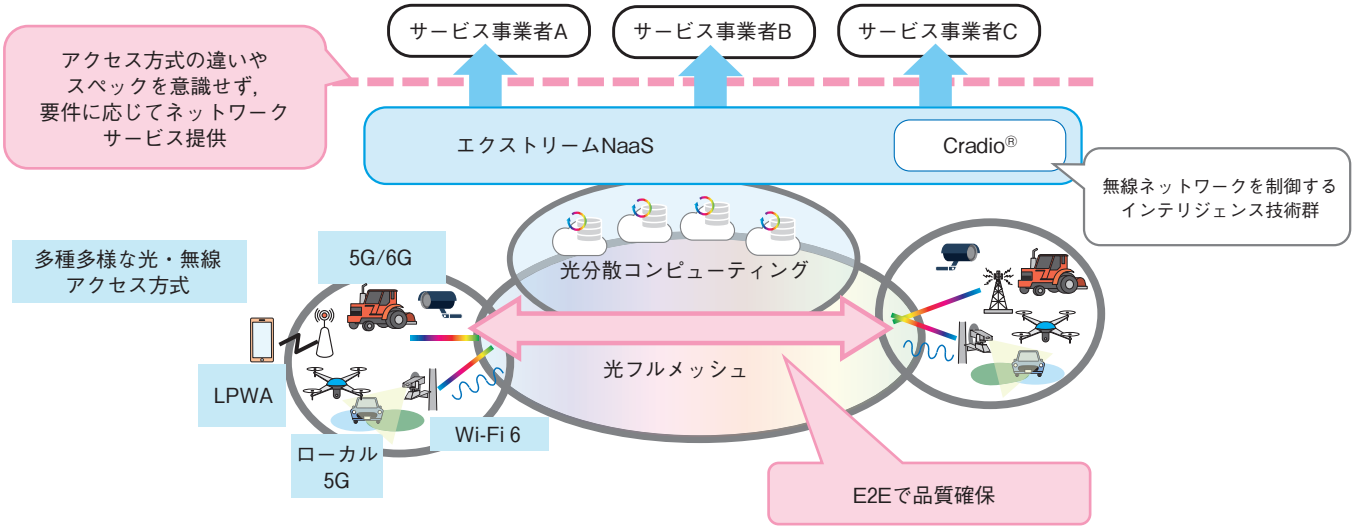 サービス事業者A
サービス事業者B
サービス事業者C
アクセス方式の違いや
スペックを意識せず,
要件に応じてネットワーク
サービス提供
エクストリームNaaS
Cradio®
無線ネットワークを制御する
インテリジェンス技術群
多種多様な光・無線
アクセス方式
5G/6G
光分散コンピューティング
光フルメッシュ
LPWA
Wi-Fi 6
ローカル
5G
E2Eで品質確保